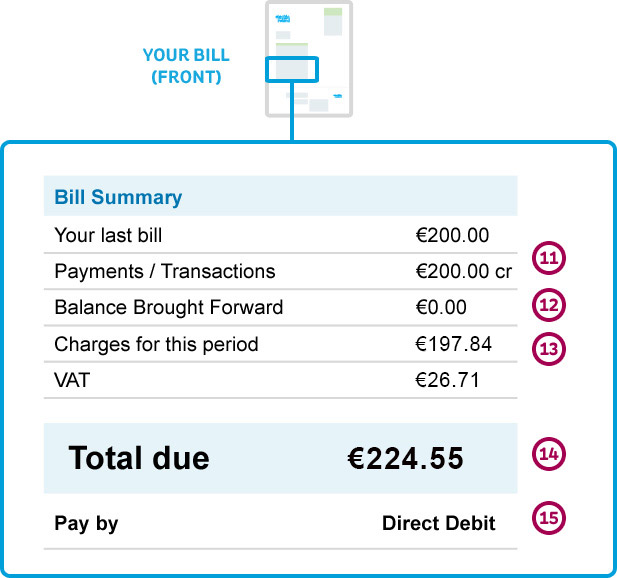 YOUR BILL
(FRONT)
Bill Summary
Your last bill €200.00
Payments / Transactions €200.00 cr 11
Balance Brought Forward €0.00 12
Charges for this period €197.84 13
VAT €26.71
Total due €224.55 14
Pay by Direct Debit 15